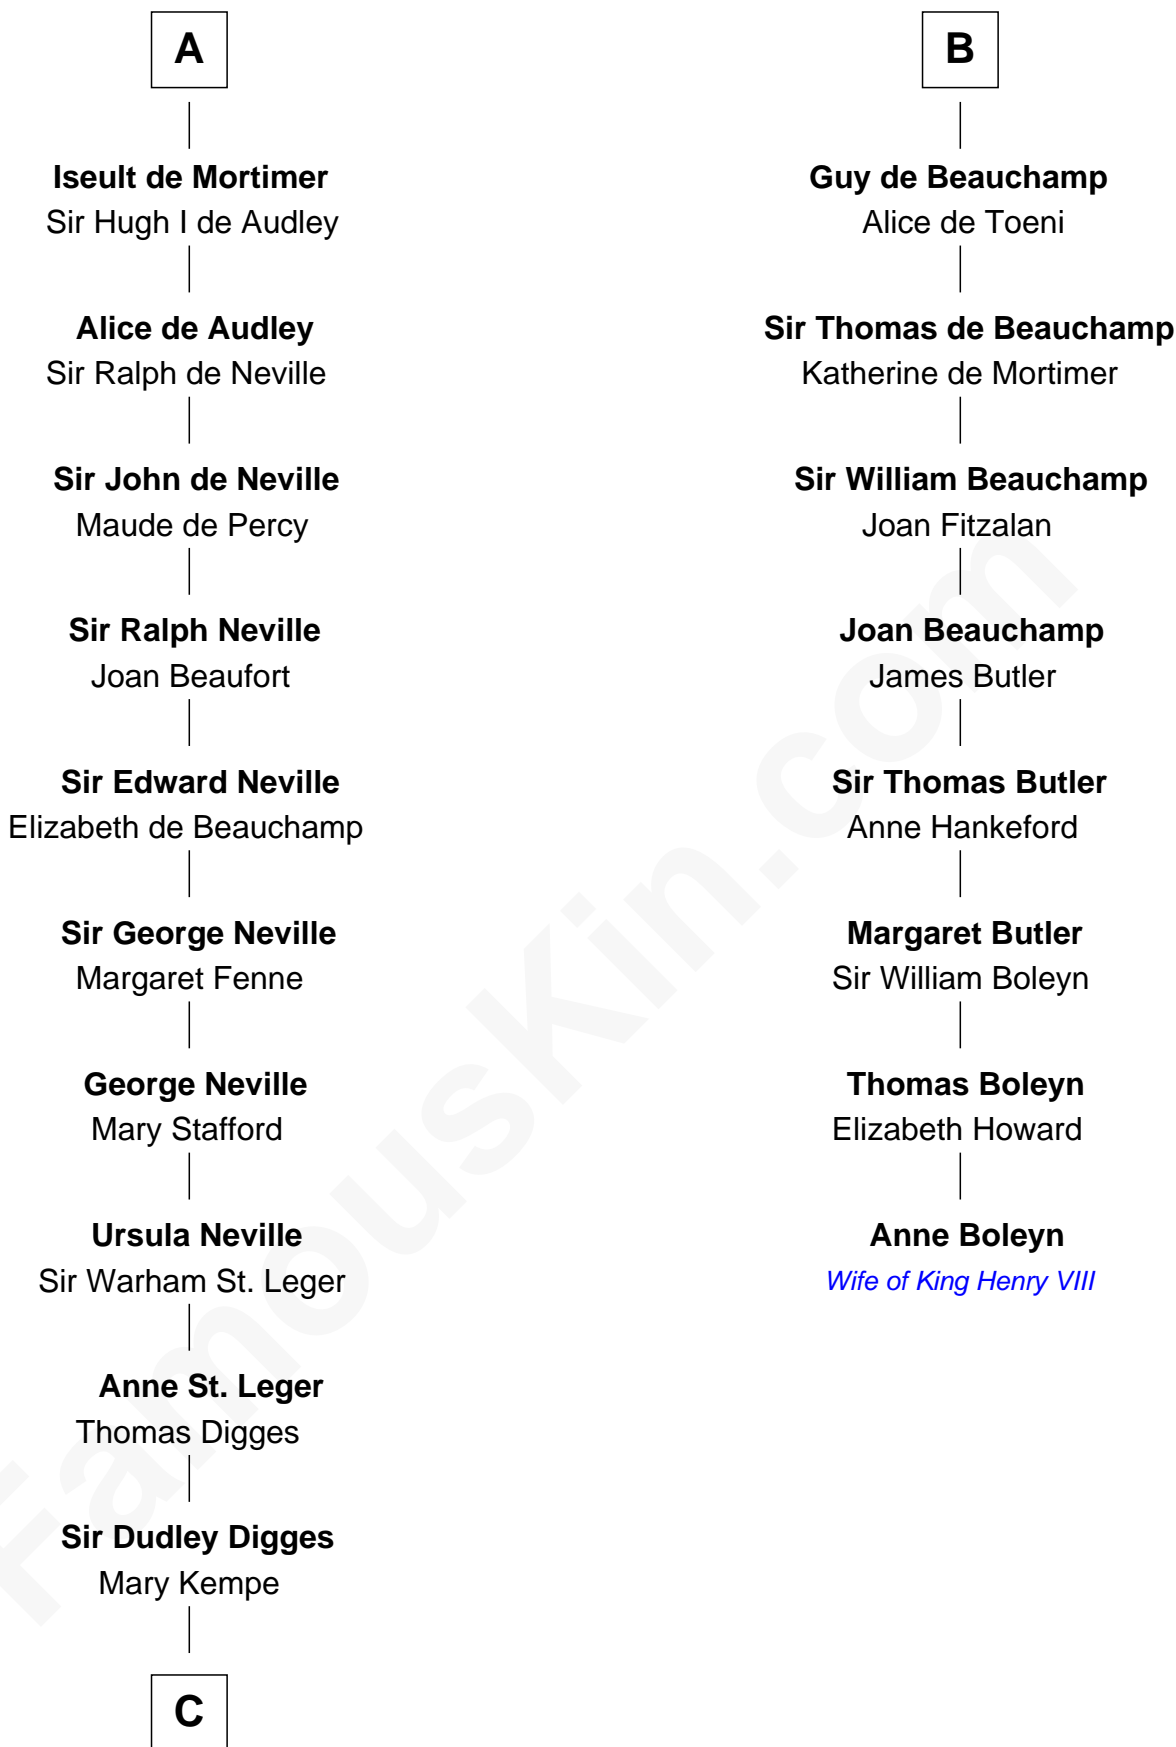 A
Iseult de Mortimer
Sir Hugh I de Audley
Alice de Audley
Sir Ralph de Neville
Sir John de Neville
Maude de Percy
Sir Ralph Neville
Joan Beaufort
Sir Edward Neville
Elizabeth de Beauchamp
Sir George Neville
Margaret Fenne
George Neville
Mary Stafford
Ursula Neville
Sir Warham St. Leger
Anne St. Leger
Thomas Digges
Sir Dudley Digges
Mary Kempe
C
B
Guy de Beauchamp
Alice de Toeni
Sir Thomas de Beauchamp
Katherine de Mortimer
Sir William Beauchamp
Joan Fitzalan
Joan Beauchamp
James Butler
Sir Thomas Butler
Anne Hankeford
Margaret Butler
Sir William Boleyn
Thomas Boleyn
Elizabeth Howard
Anne Boleyn
Wife of King Henry VIII
FamousKin.com